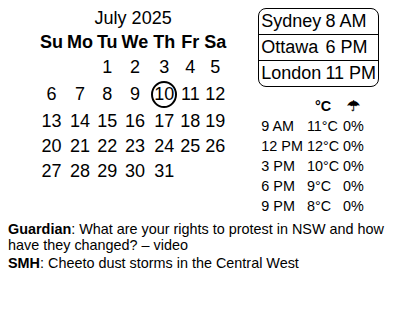 July 2025
Su Mo Tu We Th Fr Sa
1 2 3 4 5
6 7 8 9 10 11 12
13 14 15 16 17 18 19
20 21 22 23 24 25 26
27 28 29 30 31
Sydney 8 AM
Ottawa 6 PM
London 11 PM
°C ☂
9 AM 11°C 0%
12 PM 12°C 0%
3 PM 10°C 0%
6 PM 9°C 0%
9 PM 8°C 0%
Guardian: What are your rights to protest in NSW and how
have they changed? – video
SMH: Cheeto dust storms in the Central West